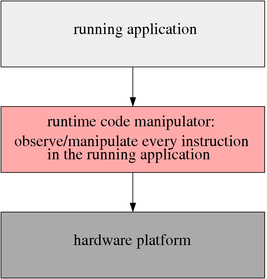 running application
runtime code manipulator:
observe/manipulate every instruction
in the running application
hardware platform